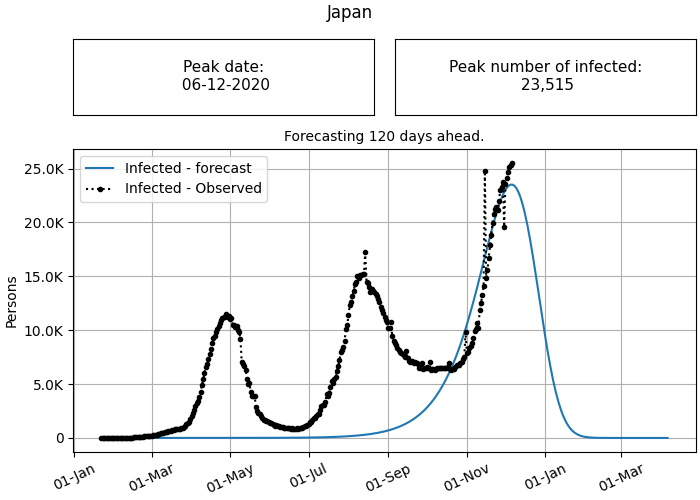 Japan
Peak date:
06-12-2020
Peak number of infected:
23,515
Forecasting 120 days ahead.
Infected - forecast
Infected - Observed
Persons
25.0K
20.0K
15.0K
10.0K
5.0K
0
01-Jan
01-Mar
01-May
01-Jul
01-Sep
01-Nov
01-Jan
01-Mar